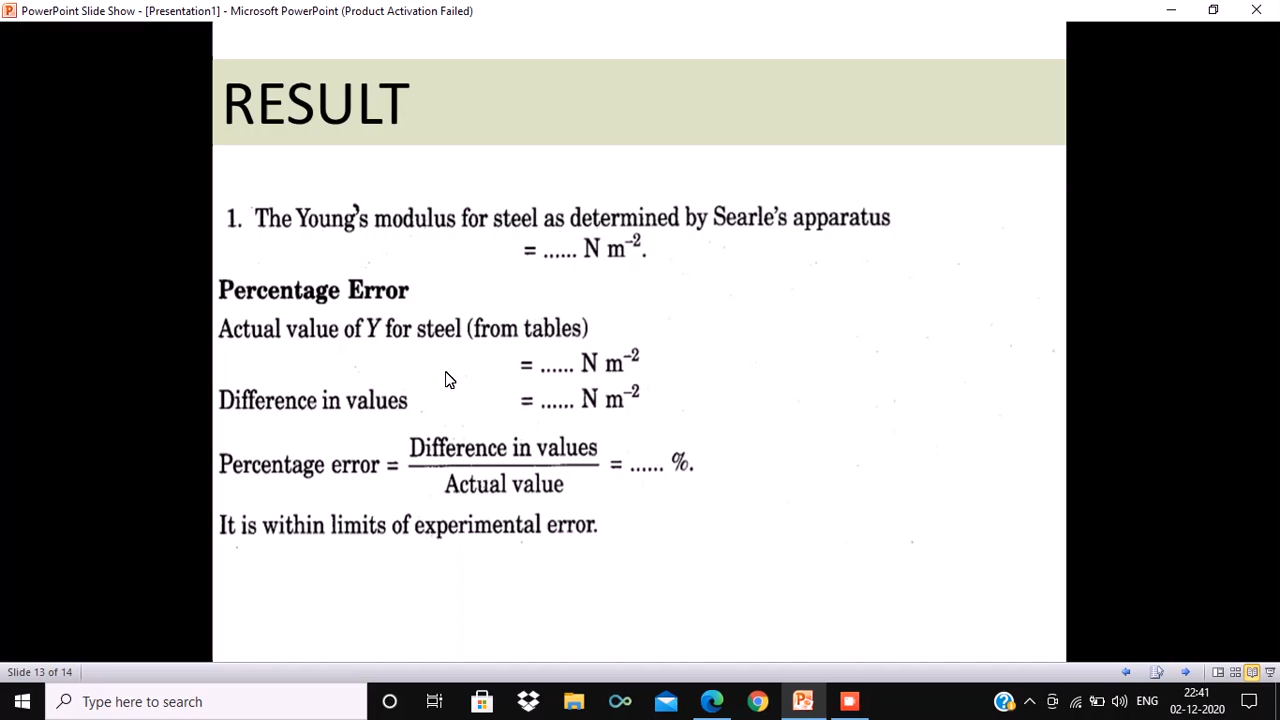 PowerPoint Slide Show - [Presentation1] - Microsoft PowerPoint (Product Activation Failed)
RESULT
1. The Young's modulus for steel as determined by Searle's apparatus
= ...... N m⁻².
Percentage Error
Actual value of Y for steel (from tables)
= ...... N m⁻²
Difference in values = ...... N m⁻²
Percentage error = Difference in values / Actual value = ...... %.
It is within limits of experimental error.
Slide 13 of 14
Type here to search
ENG
22:41
02-12-2020